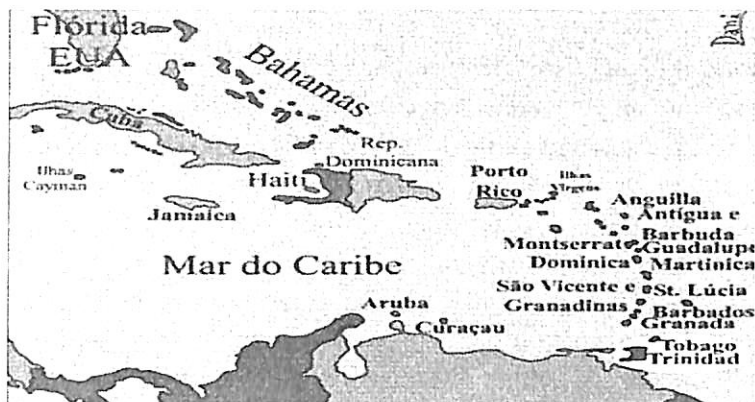 Flórida
EUA
Bahamas
Cuba
Rep.
Dominicana
Ilhas
Cayman
Haiti
Jamaica
Porto
Rico
Ilhas
Virgens
Anguilla
Antígua e
Barbuda
Montserrat
Guadalupe
Dominica
Martinica
São Vicente e
Granadinas
St. Lúcia
Barbados
Granada
Mar do Caribe
Aruba
Curaçau
Tobago
Trinidad